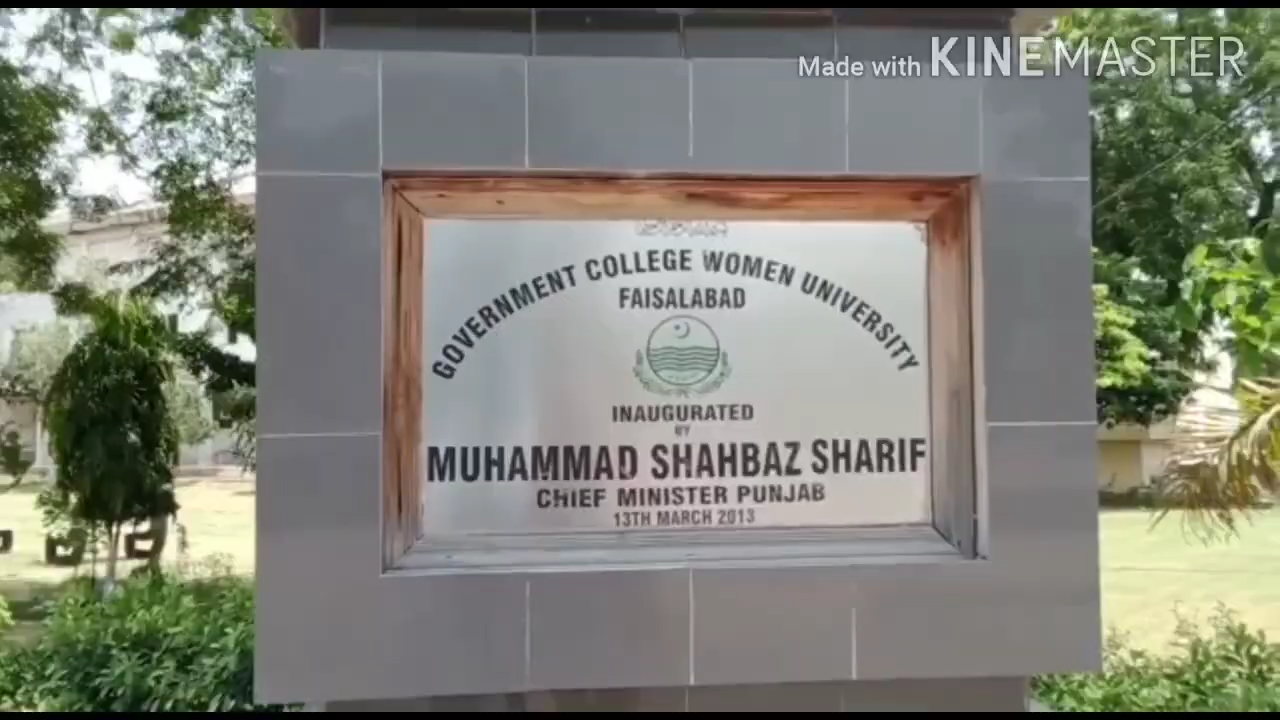 Made with KINEMASTER
GOVERNMENT COLLEGE WOMEN UNIVERSITY
FAISALABAD
INAUGURATED
BY
MUHAMMAD SHAHBAZ SHARIF
CHIEF MINISTER PUNJAB
13TH MARCH 2013